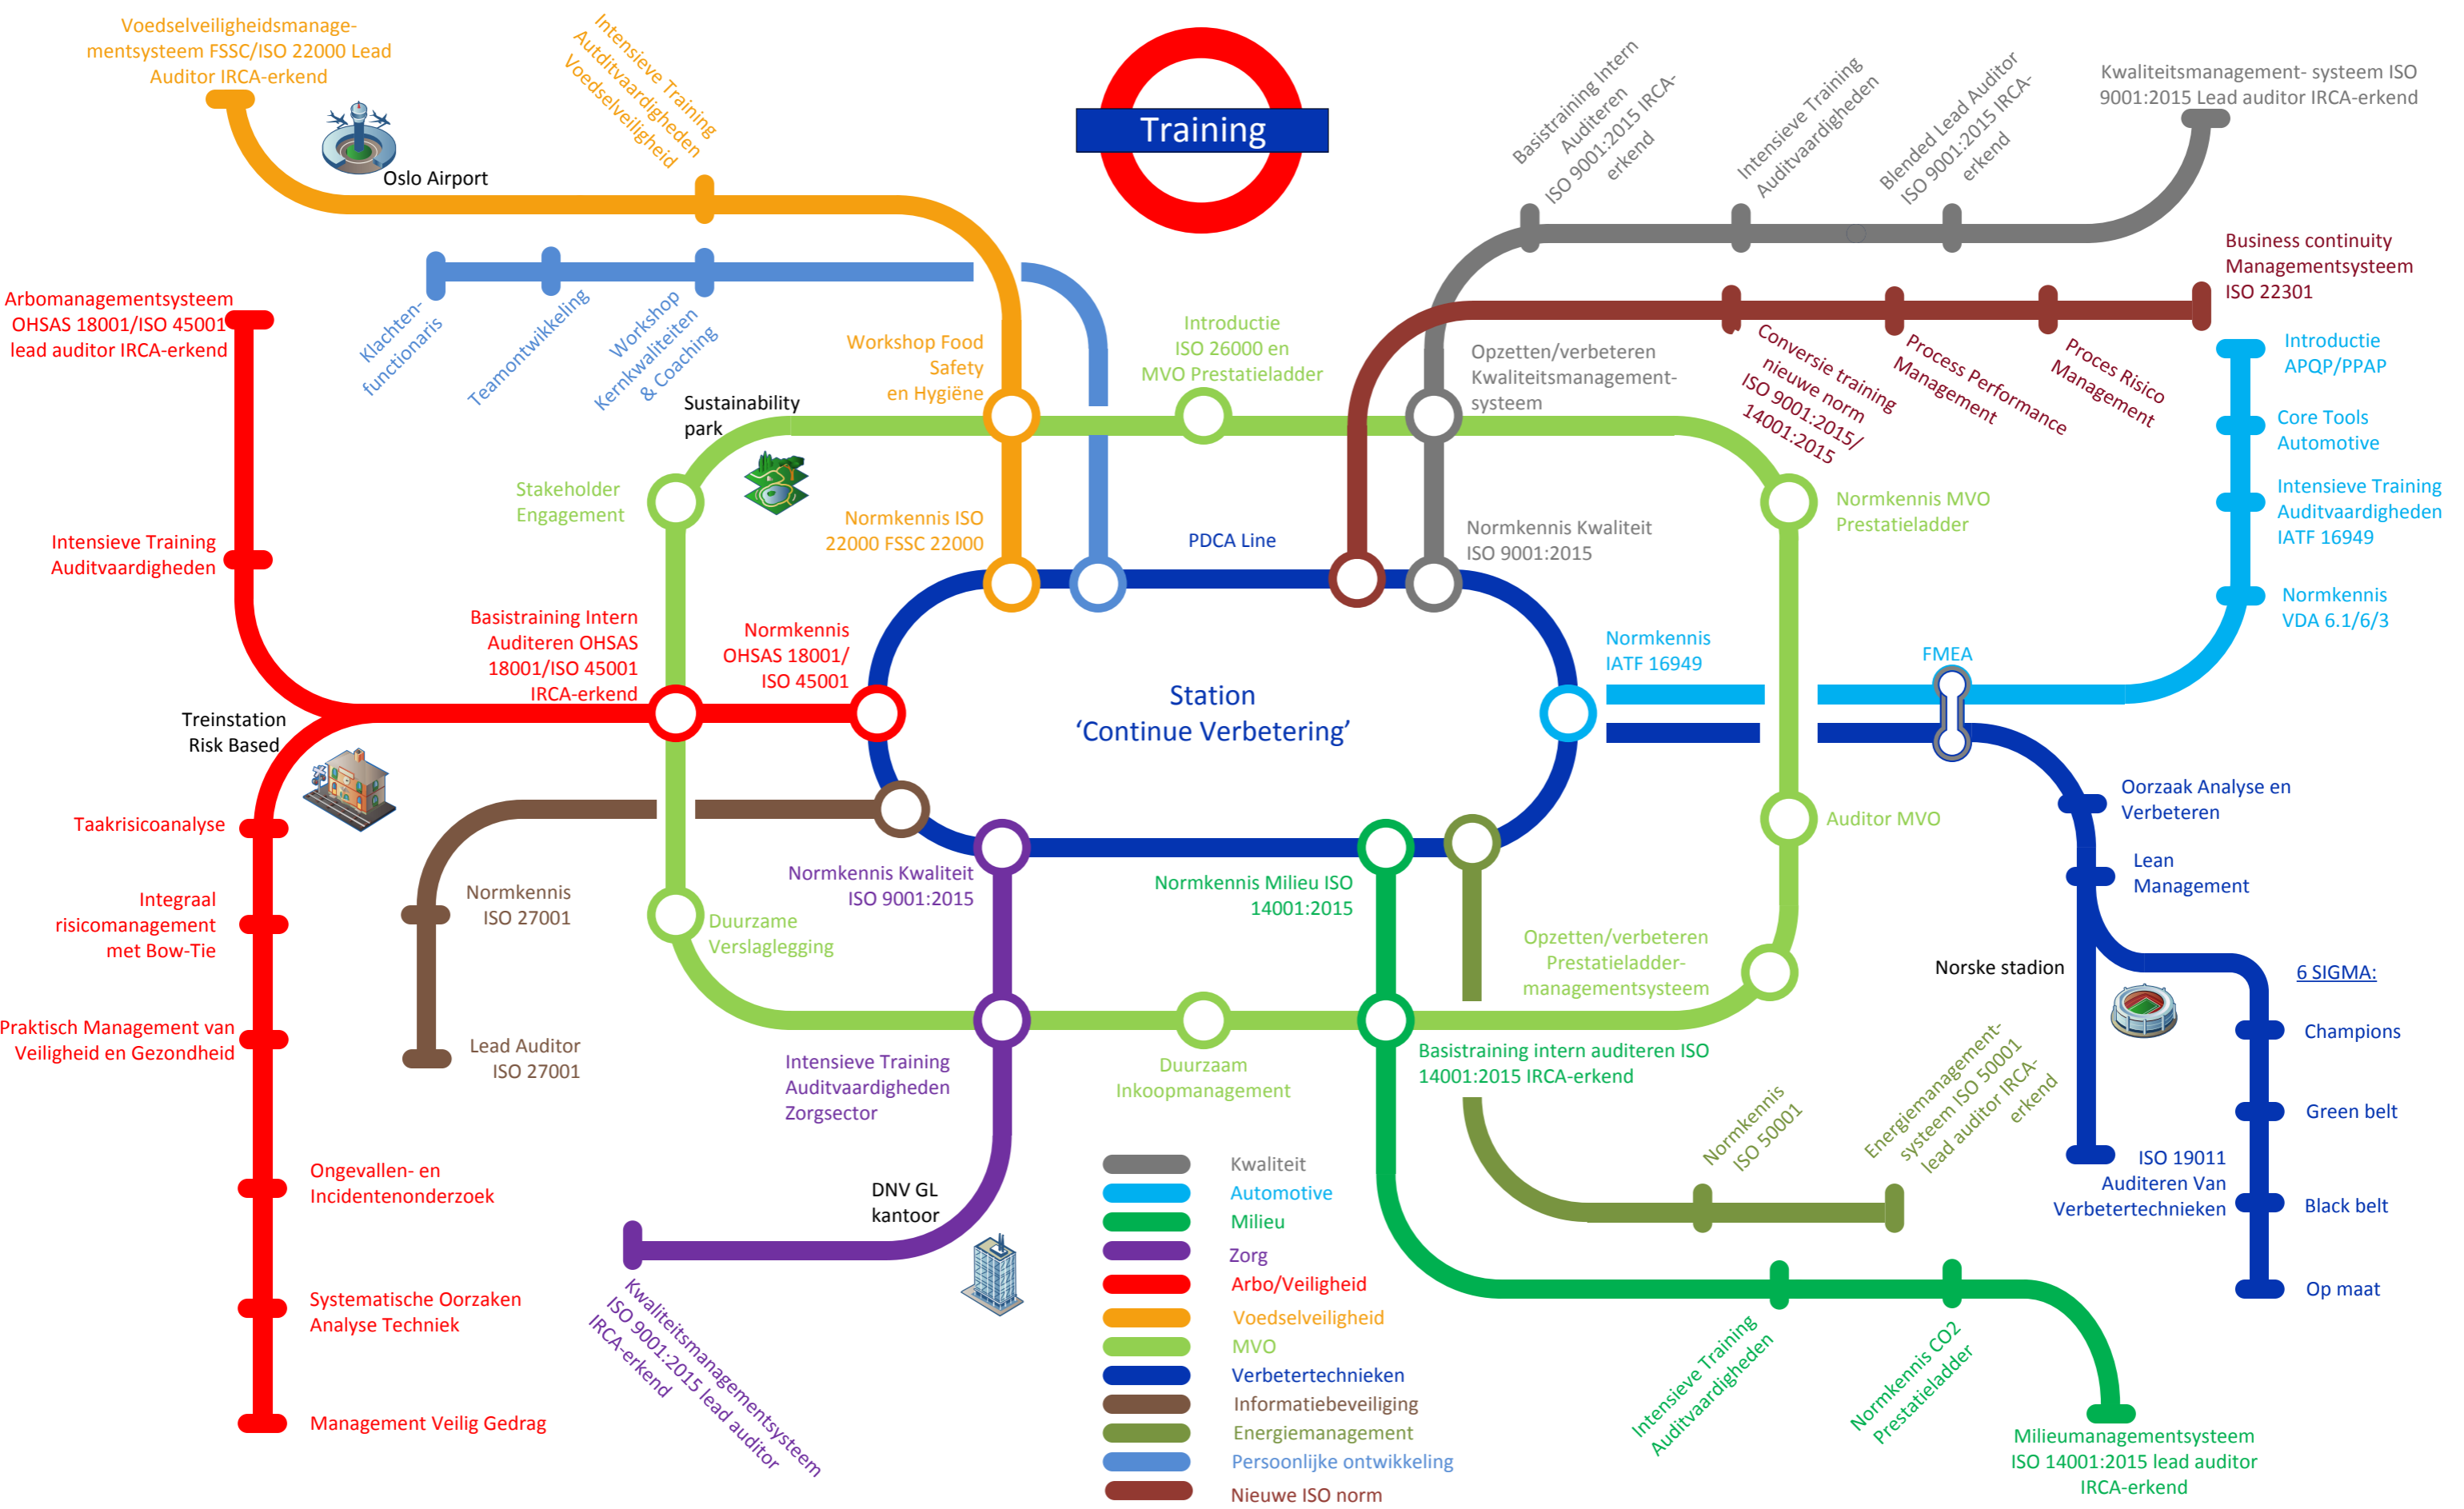 Voedselveiligheidsmanage-
mentsysteem FSSC/ISO 22000 Lead
Auditor IRCA-erkend
Intensieve Training
Autditvaardigheden
Voedselveiligheid
Training
Basistraining Intern
Auditeren
ISO 9001:2015 IRCA-
erkend
Intensieve Training
Auditvaardigheden
Blended Lead Auditor
ISO 9001:2015 IRCA-
erkend
Kwaliteitsmanagement- systeem ISO
9001:2015 Lead auditor IRCA-erkend
Oslo Airport
Business continuity
Managementsysteem
ISO 22301
Arbomanagementsysteem
OHSAS 18001/ISO 45001
lead auditor IRCA-erkend
Klachten-
functionaris
Teamontwikkeling
Workshop
Kernkwaliteiten
& Coaching
Workshop Food
Safety
en Hygiëne
Introductie
ISO 26000 en
MVO Prestatieladder
Opzetten/verbeteren
Kwaliteitsmanagement-
systeem
Conversie training
nieuwe norm
ISO 9001:2015/
14001:2015
Process Performance
Management
Proces Risico
Management
Introductie
APQP/PPAP
Core Tools
Automotive
Sustainability
park
Stakeholder
Engagement
Normkennis ISO
22000 FSSC 22000
PDCA Line
Normkennis Kwaliteit
ISO 9001:2015
Normkennis MVO
Prestatieladder
Intensieve Training
Auditvaardigheden
IATF 16949
Intensieve Training
Auditvaardigheden
Normkennis
VDA 6.1/6/3
Basistraining Intern
Auditeren OHSAS
18001/ISO 45001
IRCA-erkend
Normkennis
OHSAS 18001/
ISO 45001
Normkennis
IATF 16949
FMEA
Station
‘Continue Verbetering’
Treinstation
Risk Based
Oorzaak Analyse en
Verbeteren
Taakrisicoanalyse
Auditor MVO
Lean
Management
Normkennis
ISO 27001
Normkennis Kwaliteit
ISO 9001:2015
Normkennis Milieu ISO
14001:2015
Integraal
risicomanagement
met Bow-Tie
Duurzame
Verslaglegging
Opzetten/verbeteren
Prestatieladder-
managementsysteem
Norske stadion
6 SIGMA:
Praktisch Management van
Veiligheid en Gezondheid
Lead Auditor
ISO 27001
Intensieve Training
Auditvaardigheden
Zorgsector
Duurzaam
Inkoopmanagement
Basistraining intern auditeren ISO
14001:2015 IRCA-erkend
Champions
Normkennis
ISO 50001
Energiemanagement-
systeem ISO 50001
lead auditor IRCA-
erkend
Green belt
Ongevallen- en
Incidentenonderzoek
DNV GL
kantoor
ISO 19011
Auditeren Van
Verbetertechnieken
Black belt
Op maat
Systematische Oorzaken
Analyse Techniek
Kwaliteitsmanagementsysteem
ISO 9001:2015 lead auditor
IRCA-erkend
Management Veilig Gedrag
Kwaliteit
Automotive
Milieu
Zorg
Arbo/Veiligheid
Voedselveiligheid
MVO
Verbetertechnieken
Informatiebeveiliging
Energiemanagement
Persoonlijke ontwikkeling
Nieuwe ISO norm
Intensieve Training
Auditvaardigheden
Normkennis CO2
Prestatieladder
Milieumanagementsysteem
ISO 14001:2015 lead auditor
IRCA-erkend